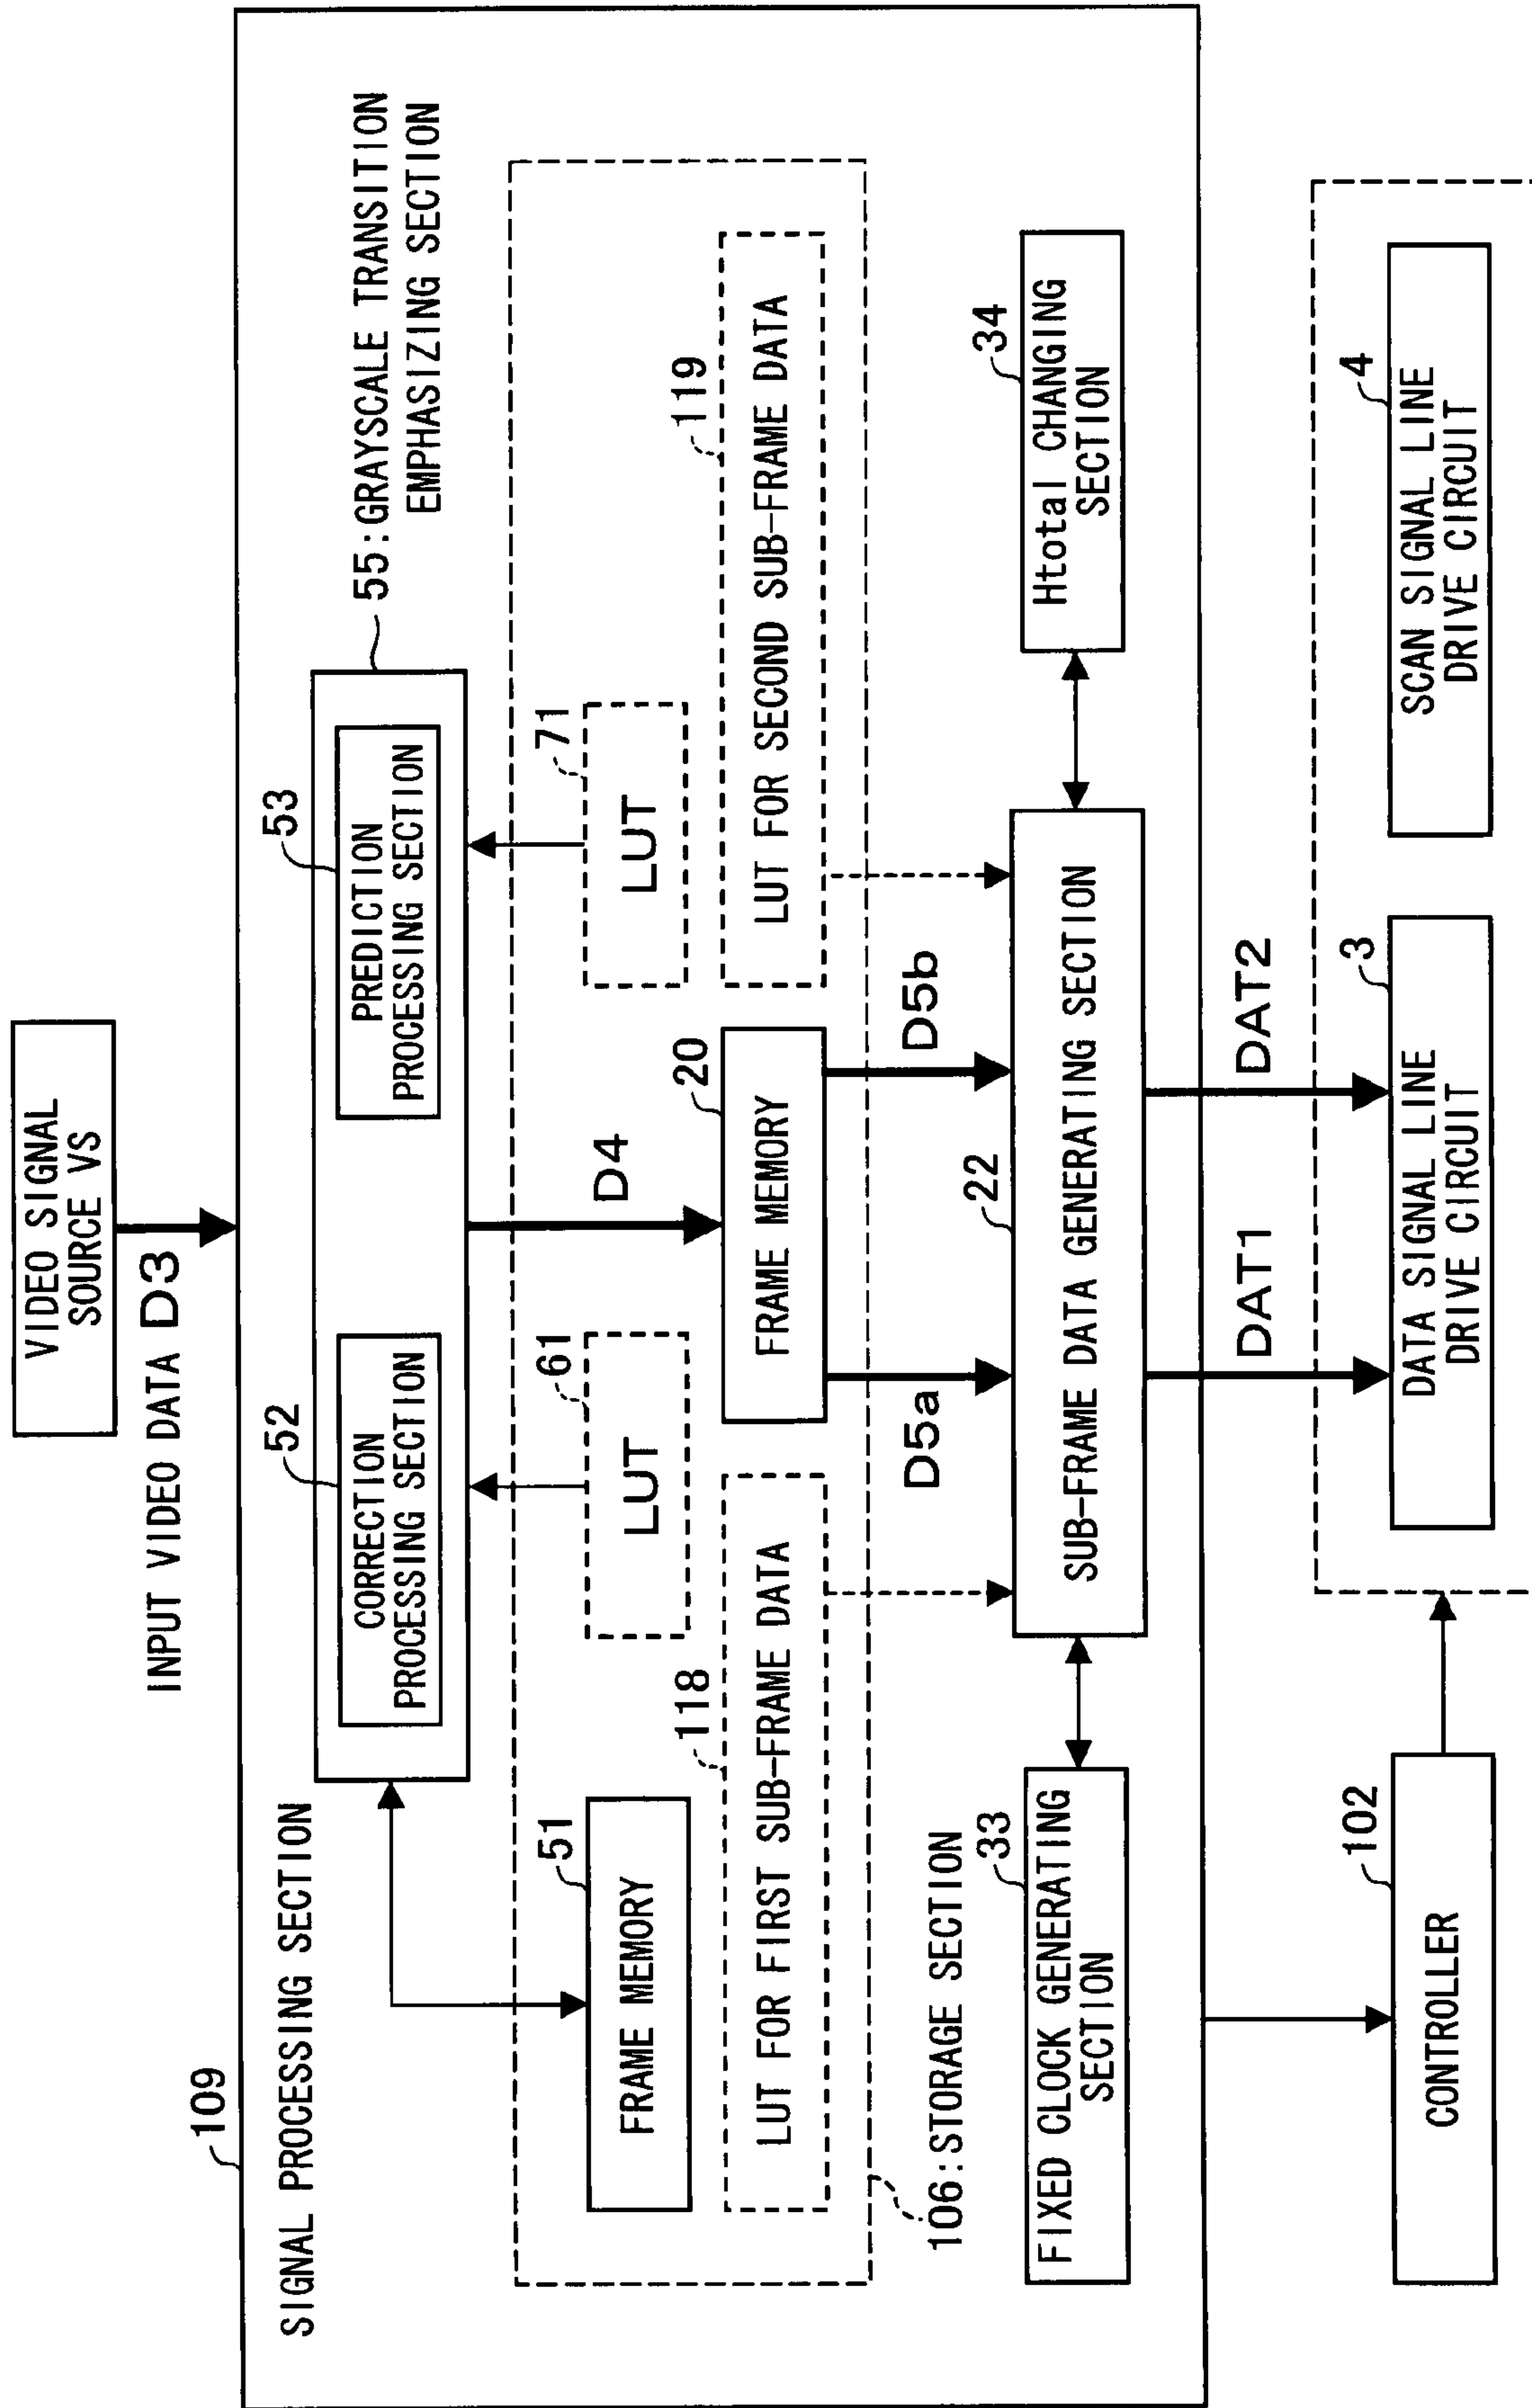 VIDEO SIGNAL
SOURCE VS
INPUT VIDEO DATA D3
109
SIGNAL PROCESSING SECTION
55:GRAYSCALE TRANSITION
EMPHASIZING SECTION
52
CORRECTION
PROCESSING SECTION
53
PREDICTION
PROCESSING SECTION
51
FRAME MEMORY
61
LUT
D4
71
LUT
118
LUT FOR FIRST SUB-FRAME DATA
20
FRAME MEMORY
119
LUT FOR SECOND SUB-FRAME DATA
106:STORAGE SECTION
D5a
D5b
33
FIXED CLOCK GENERATING
SECTION
22
SUB-FRAME DATA GENERATING SECTION
34
Htotal CHANGING
SECTION
DAT1
DAT2
102
CONTROLLER
3
DATA SIGNAL LINE
DRIVE CIRCUIT
4
SCAN SIGNAL LINE
DRIVE CIRCUIT